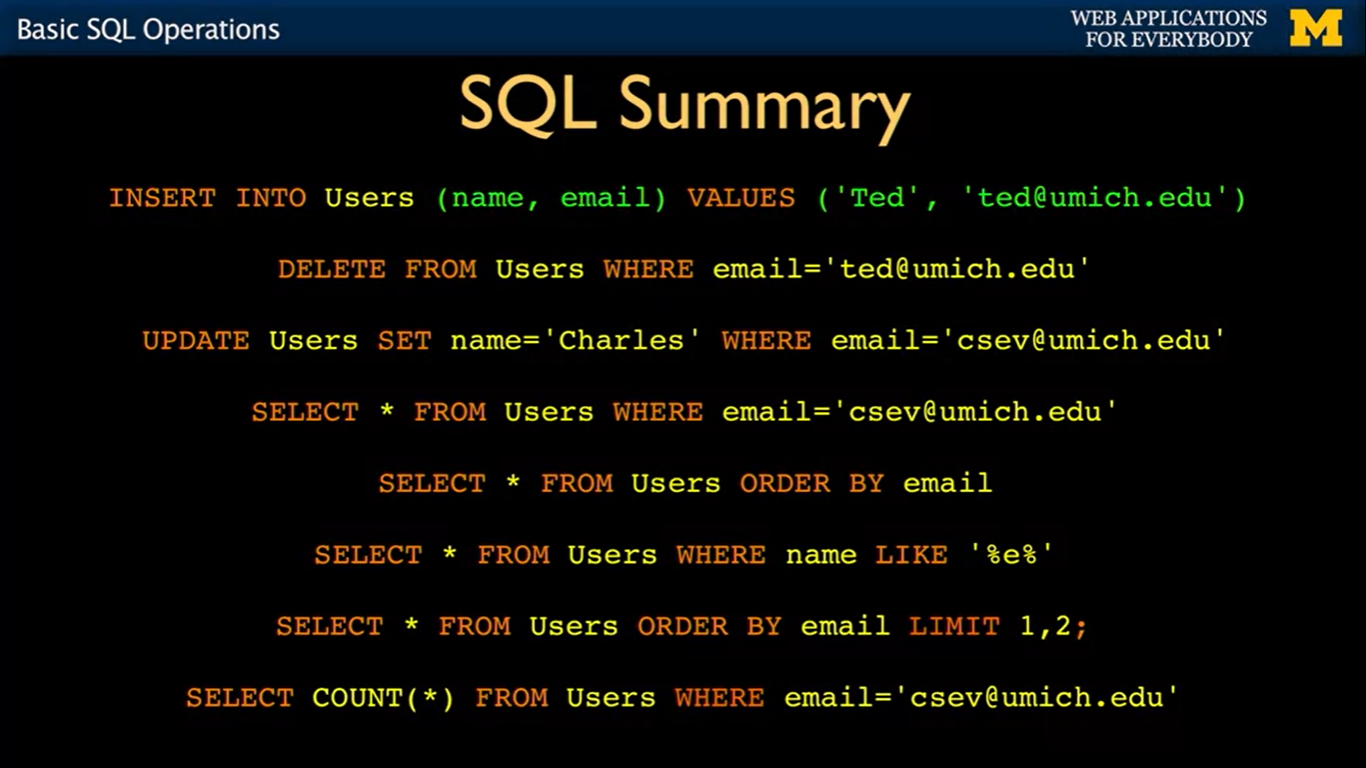 Basic SQL Operations
WEB APPLICATIONS
FOR EVERYBODY
M
SQL Summary
INSERT INTO Users (name, email) VALUES ('Ted', 'ted@umich.edu')
DELETE FROM Users WHERE email='ted@umich.edu'
UPDATE Users SET name='Charles' WHERE email='csev@umich.edu'
SELECT * FROM Users WHERE email='csev@umich.edu'
SELECT * FROM Users ORDER BY email
SELECT * FROM Users WHERE name LIKE '%e%'
SELECT * FROM Users ORDER BY email LIMIT 1,2;
SELECT COUNT(*) FROM Users WHERE email='csev@umich.edu'